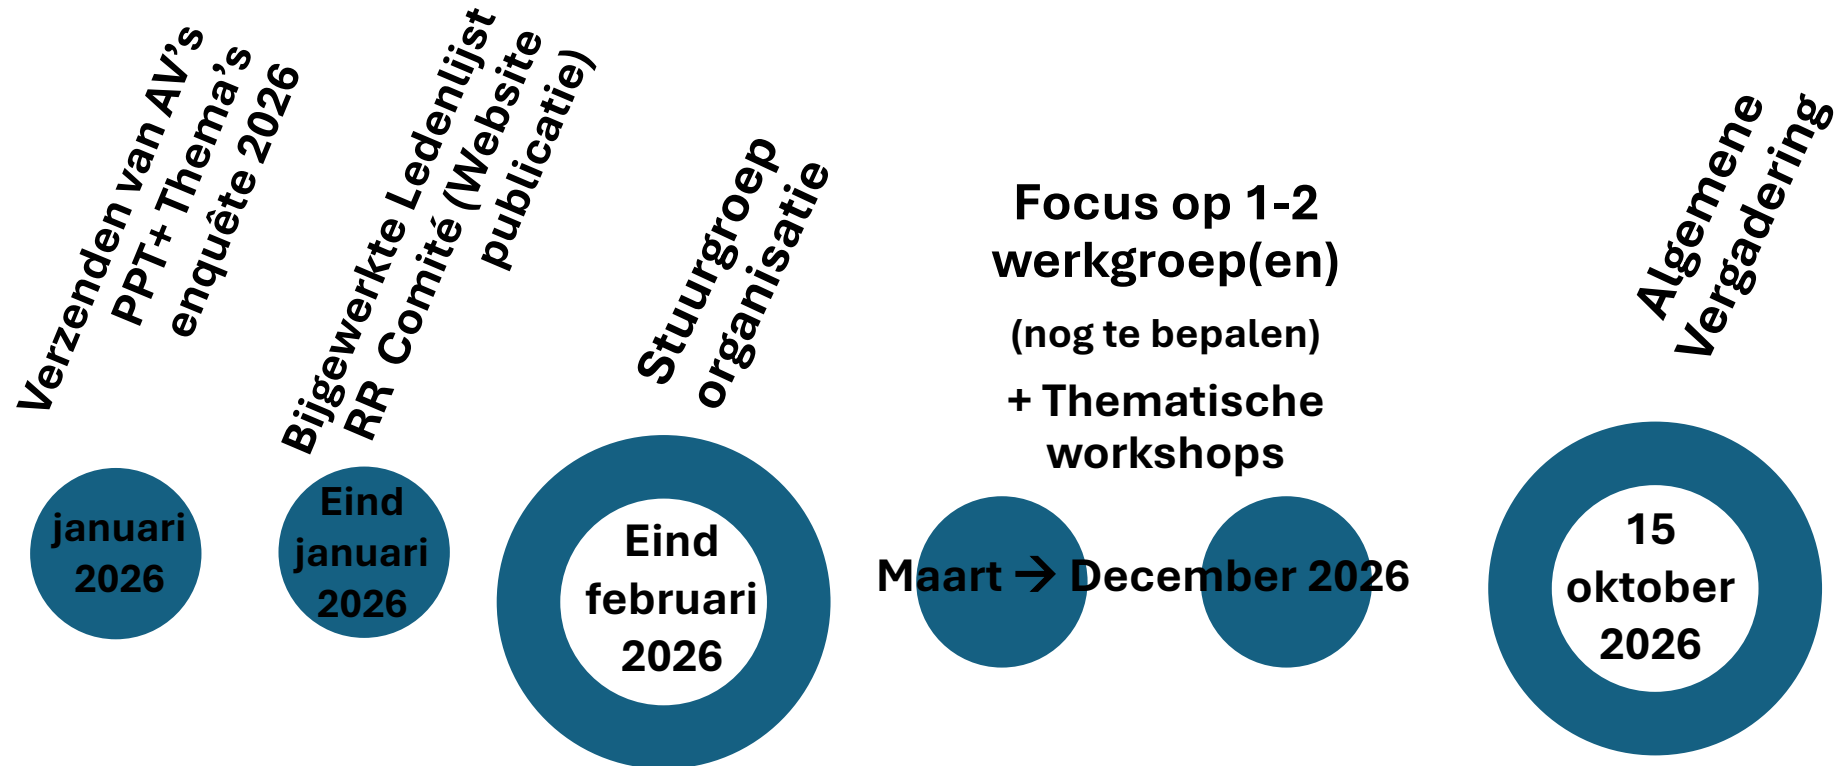 Verzenden van AV’s
PPT+ Thema’s
enquête 2026
januari
2026
Bijgewerkte Ledenlijst
RR Comité (Website
publicatie)
Eind
januari
2026
Stuurgroep
organisatie
Eind
februari
2026
Focus op 1-2
werkgroep(en)
(nog te bepalen)
+ Thematische
workshops
Maart → December 2026
Algemene
Vergadering
15
oktober
2026